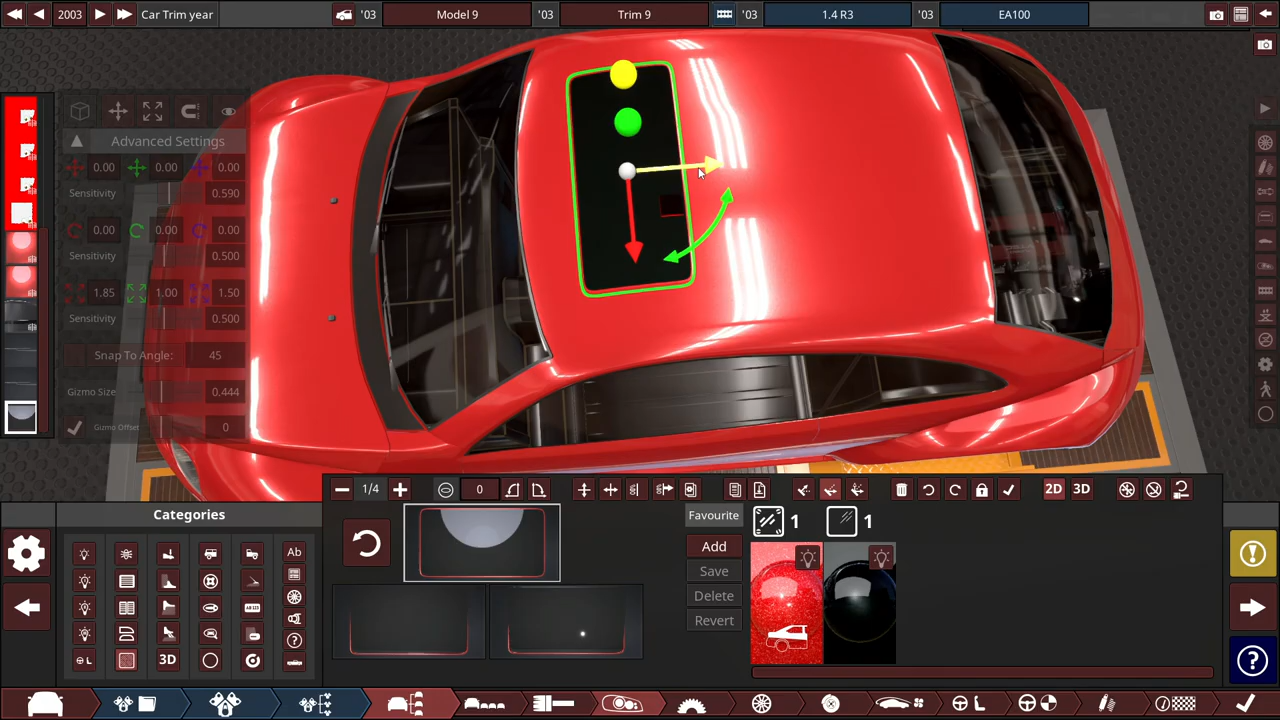 2003 Car Trim year '03 Model 9 '03 Trim 9 '03 1.4 R3 '03 EA100
Advanced Settings
0.00 0.00 0.00
Sensitivity 0.590
0.00 0.00 0.00
Sensitivity 0.500
1.85 1.00 1.50
Sensitivity 0.500
Snap To Angle: 45
Gizmo Size 0.444
Gizmo Offset 0
1/4 0 2D 3D
Categories
Ab
3D
L
Favourite
Add
Save
Delete
Revert
1 1